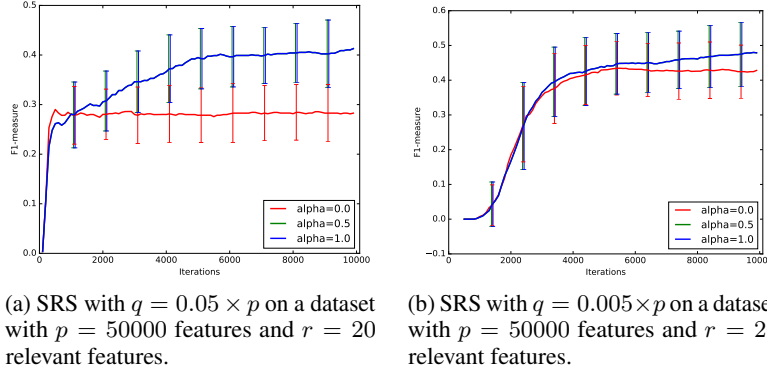 0.5
0.4
0.3
0.2
0.1
0.0
F1-measure
0 2000 4000 6000 8000 10000
Iterations
alpha=0.0
alpha=0.5
alpha=1.0
0.6
0.5
0.4
0.3
0.2
0.1
0.0
−0.1
F1-measure
0 2000 4000 6000 8000 10000
Iterations
alpha=0.0
alpha=0.5
alpha=1.0
(a) SRS with q = 0.05 × p on a dataset
with p = 50000 features and r = 20
relevant features.
(b) SRS with q = 0.005×p on a datase
with p = 50000 features and r = 2
relevant features.